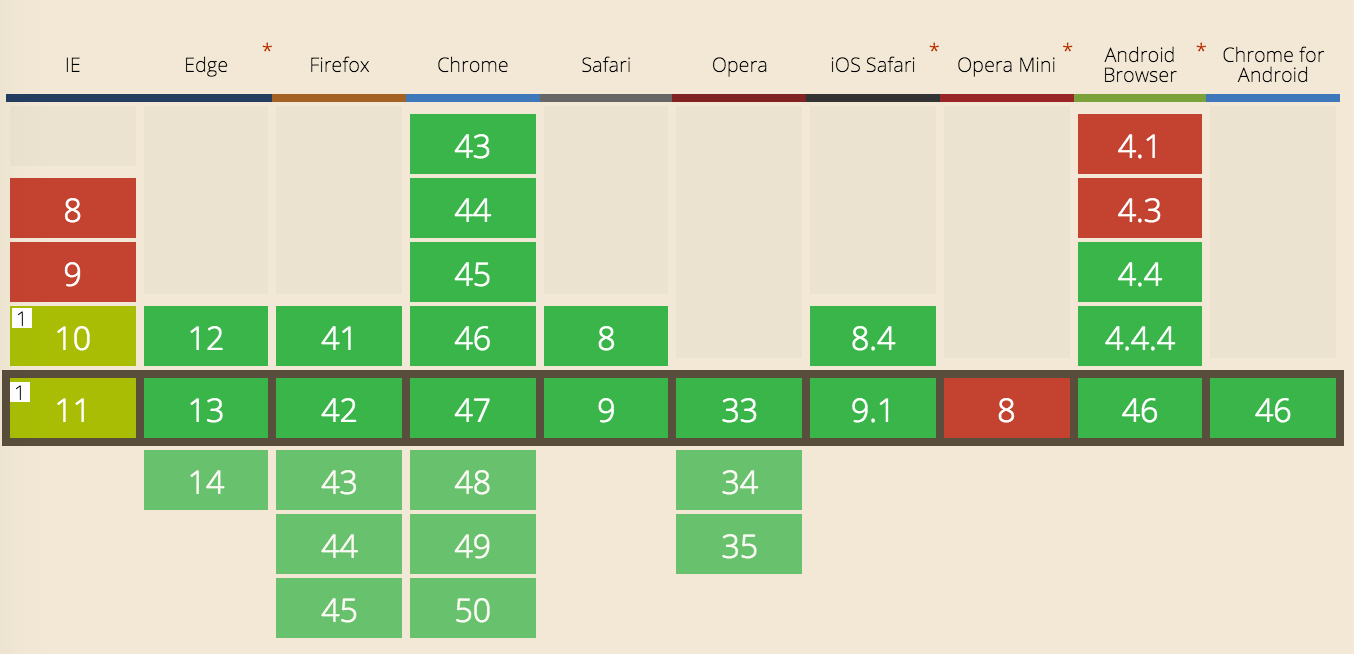 IE Edge * Firefox Chrome Safari Opera iOS Safari * Opera Mini * Android Browser * Chrome for Android
43 4.1
8 44 4.3
9 45 4.4
1 10 12 41 46 8 8.4 4.4.4
1 11 13 42 47 9 33 9.1 8 46 46
14 43 48 34
44 49 35
45 50